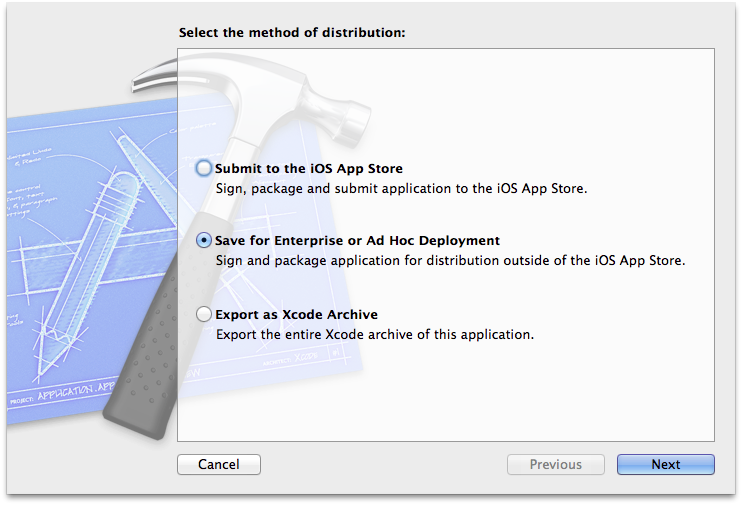 Select the method of distribution:
Submit to the iOS App Store
Sign, package and submit application to the iOS App Store.
Save for Enterprise or Ad Hoc Deployment
Sign and package application for distribution outside of the iOS App Store.
Export as Xcode Archive
Export the entire Xcode archive of this application.
PROJECT: APPLICATION.APP
XCODE
Cancel
Previous
Next